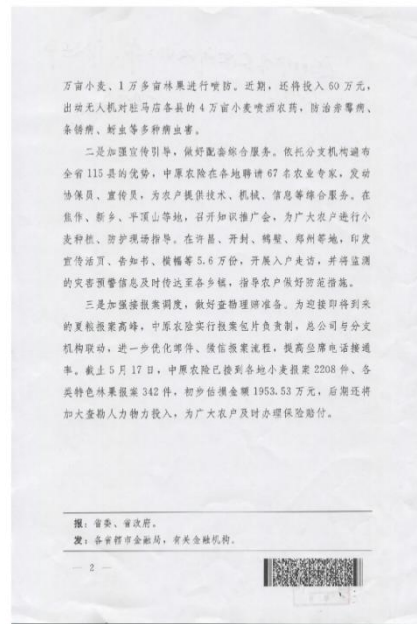 万亩小麦、1万多亩林果进行喷防。近期，还将投入60万元，
出动无人机对驻马店各县的4万亩小麦喷洒农药，防治赤霉病、
条锈病、蚜虫等多种病虫害。
二是加强宣传引导，做好配套综合服务。依托分支机构遍布
全省115县的优势，中原农险在各地聘请67名农业专家，发动
协保员、宣传员，为农户提供技术、机械、信息等综合服务。在
焦作、新乡、平顶山等地，召开知识推广会，为广大农户进行小
麦种植、防护现场指导。在许昌、开封、鹤壁、郑州等地，印发
宣传活页、告知书、横幅等5.6万份，开展入户走访，并将监测
的灾害预警信息及时传达至各乡镇，指导农户做好防范措施。
三是加强接报案调度，做好查勘理赔准备。为迎接即将到来
的夏粮报案高峰，中原农险实行报案包片负责制，总公司与分支
机构联动，进一步优化邮件、微信报案流程，提高坐席电话接通
率。截止5月17日，中原农险已接到各地小麦报案2208件、各
类特色林果报案342件，初步估损金额1953.53万元，后期还将
加大查勘人力物力投入，为广大农户及时办理保险赔付。
报：省委、省政府。
发：各省辖市金融局，有关金融机构。
— 2 —